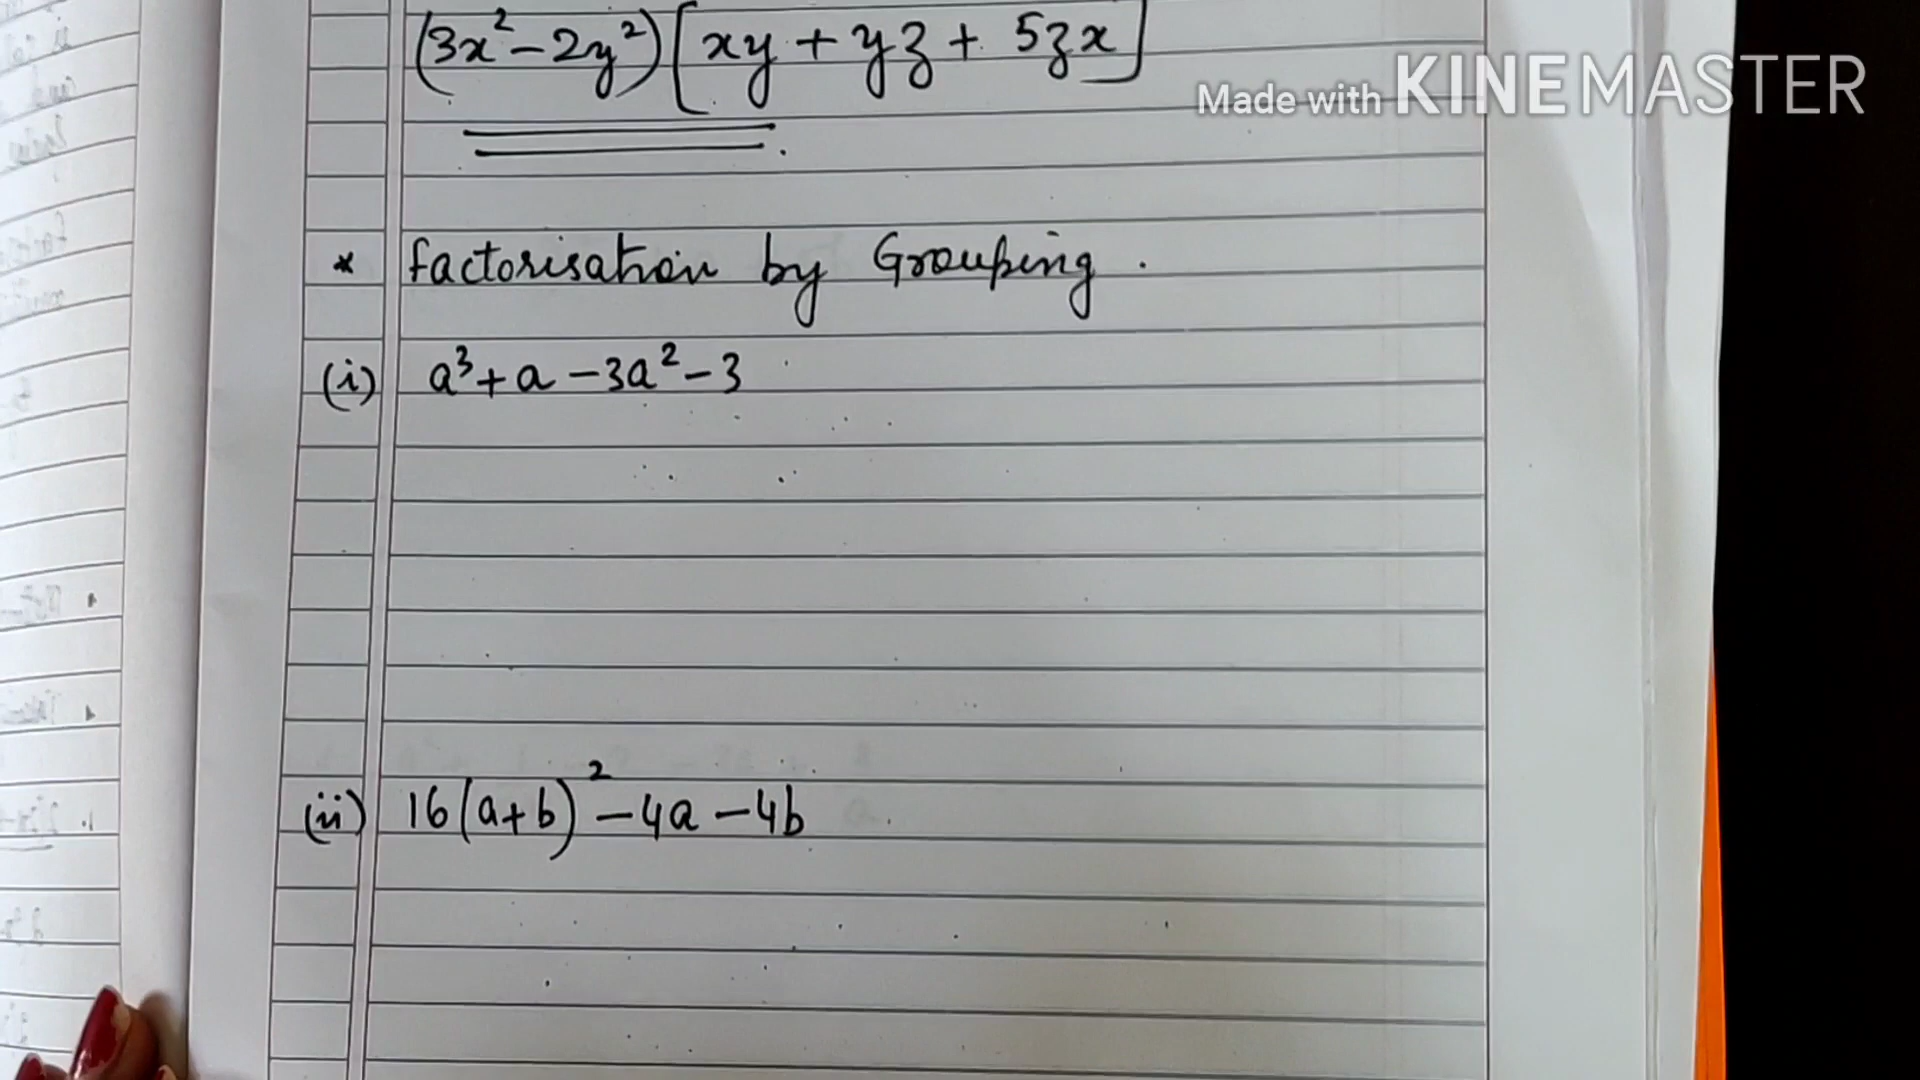 (3x²-2y²)[xy + yz + 5zx]
Made with KINEMASTER
* factorisation by Grouping.
(i) a³+a-3a²-3
(ii) 16(a+b)²-4a-4b